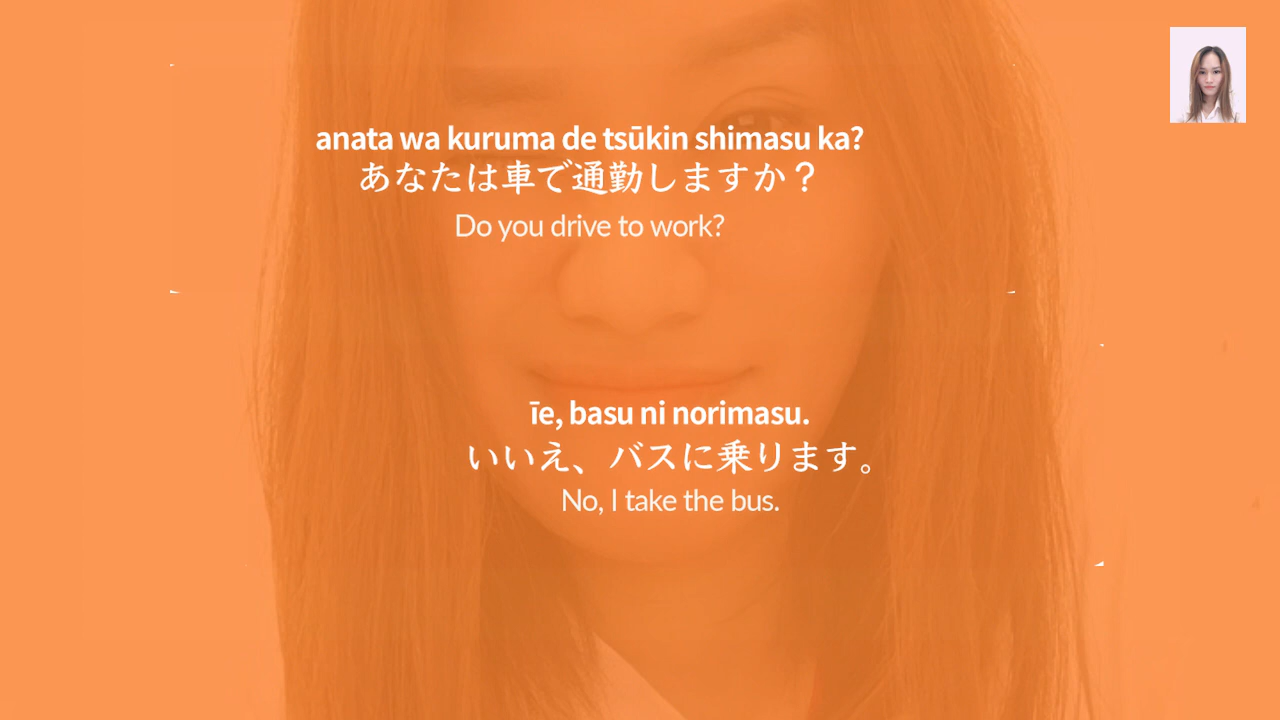 anata wa kuruma de tsūkin shimasu ka?
あなたは車で通勤しますか？
Do you drive to work?
īe, basu ni norimasu.
いいえ、バスに乗ります。
No, I take the bus.